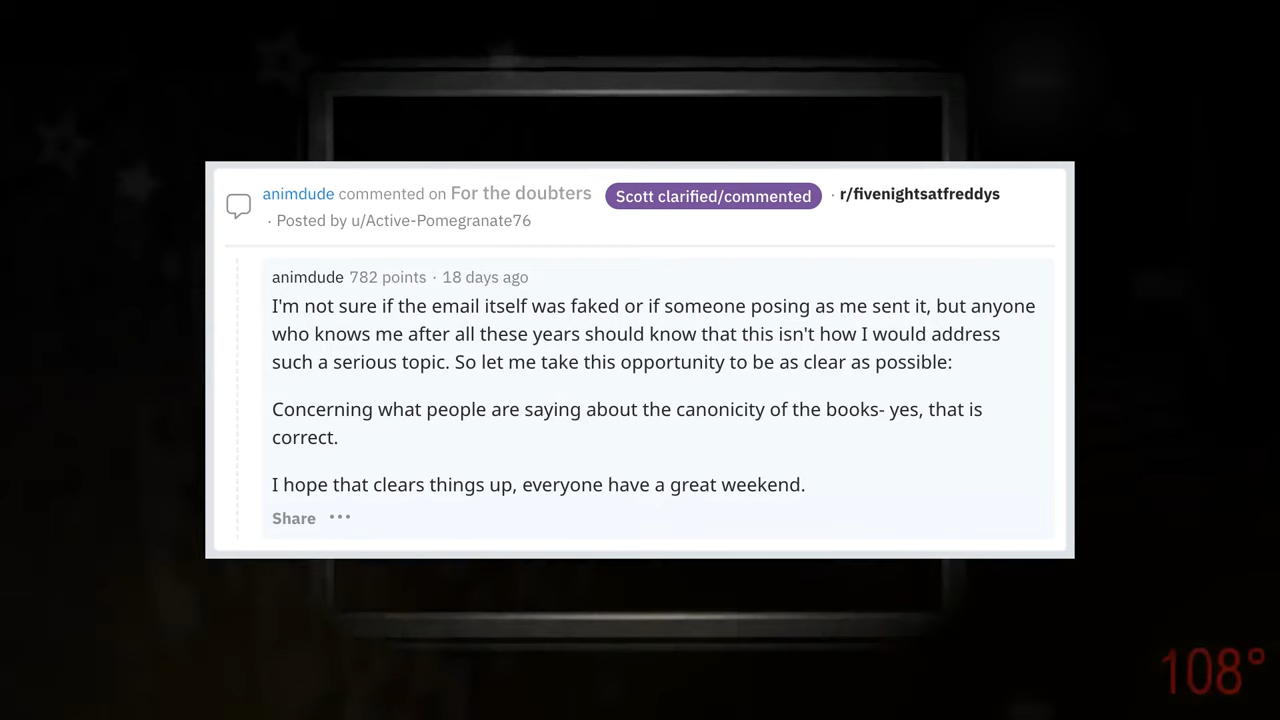 animdude commented on For the doubters Scott clarified/commented · r/fivenightsatfreddys
· Posted by u/Active-Pomegranate76
animdude 782 points · 18 days ago
I'm not sure if the email itself was faked or if someone posing as me sent it, but anyone
who knows me after all these years should know that this isn't how I would address
such a serious topic. So let me take this opportunity to be as clear as possible:
Concerning what people are saying about the canonicity of the books- yes, that is
correct.
I hope that clears things up, everyone have a great weekend.
Share •••
108°